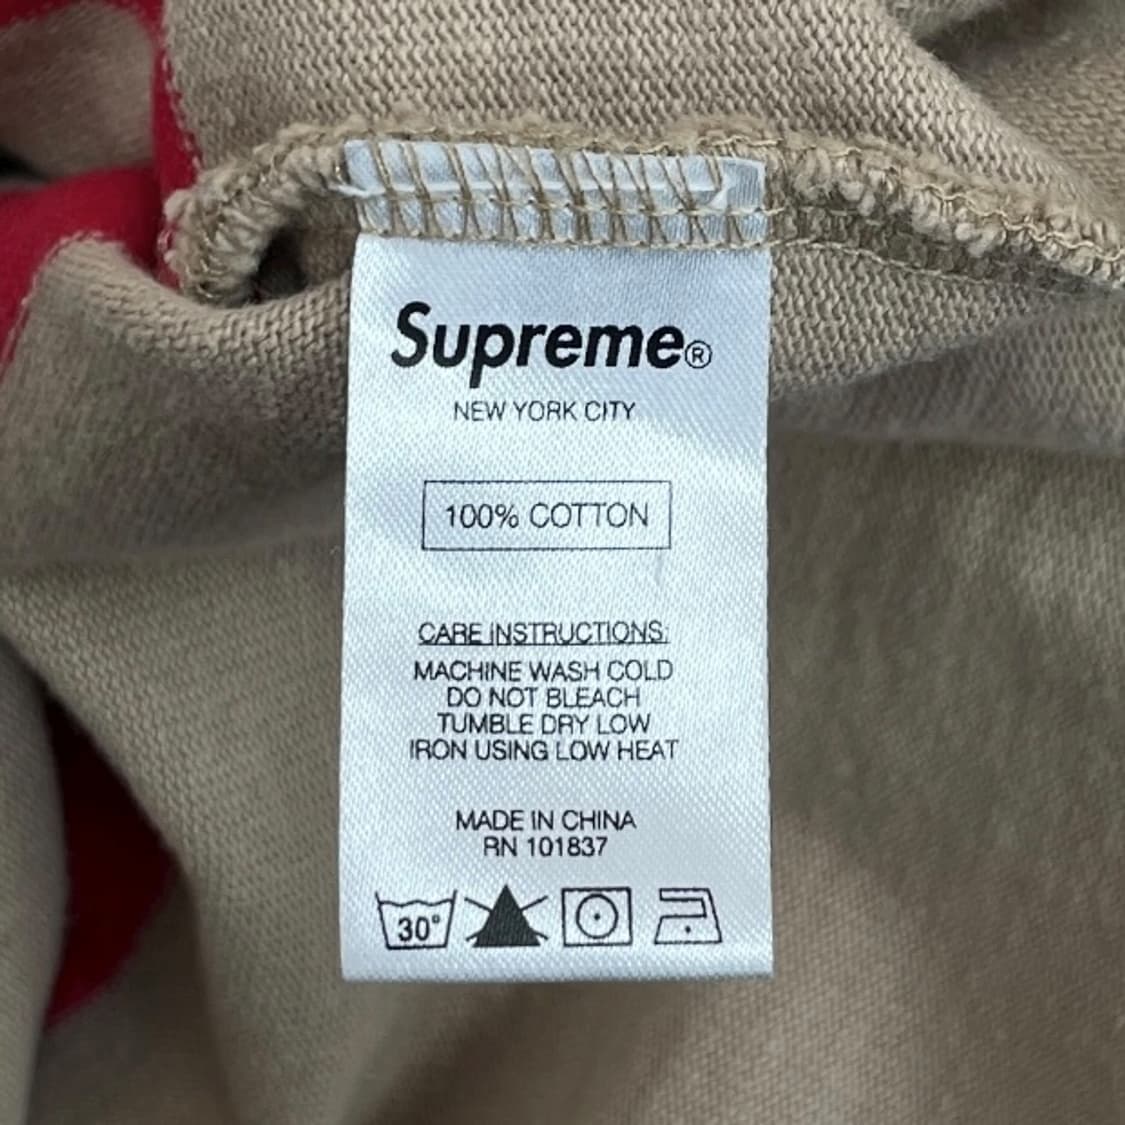 Supreme®
NEW YORK CITY
100% COTTON
CARE INSTRUCTIONS:
MACHINE WASH COLD
DO NOT BLEACH
TUMBLE DRY LOW
IRON USING LOW HEAT
MADE IN CHINA
RN 101837
30°